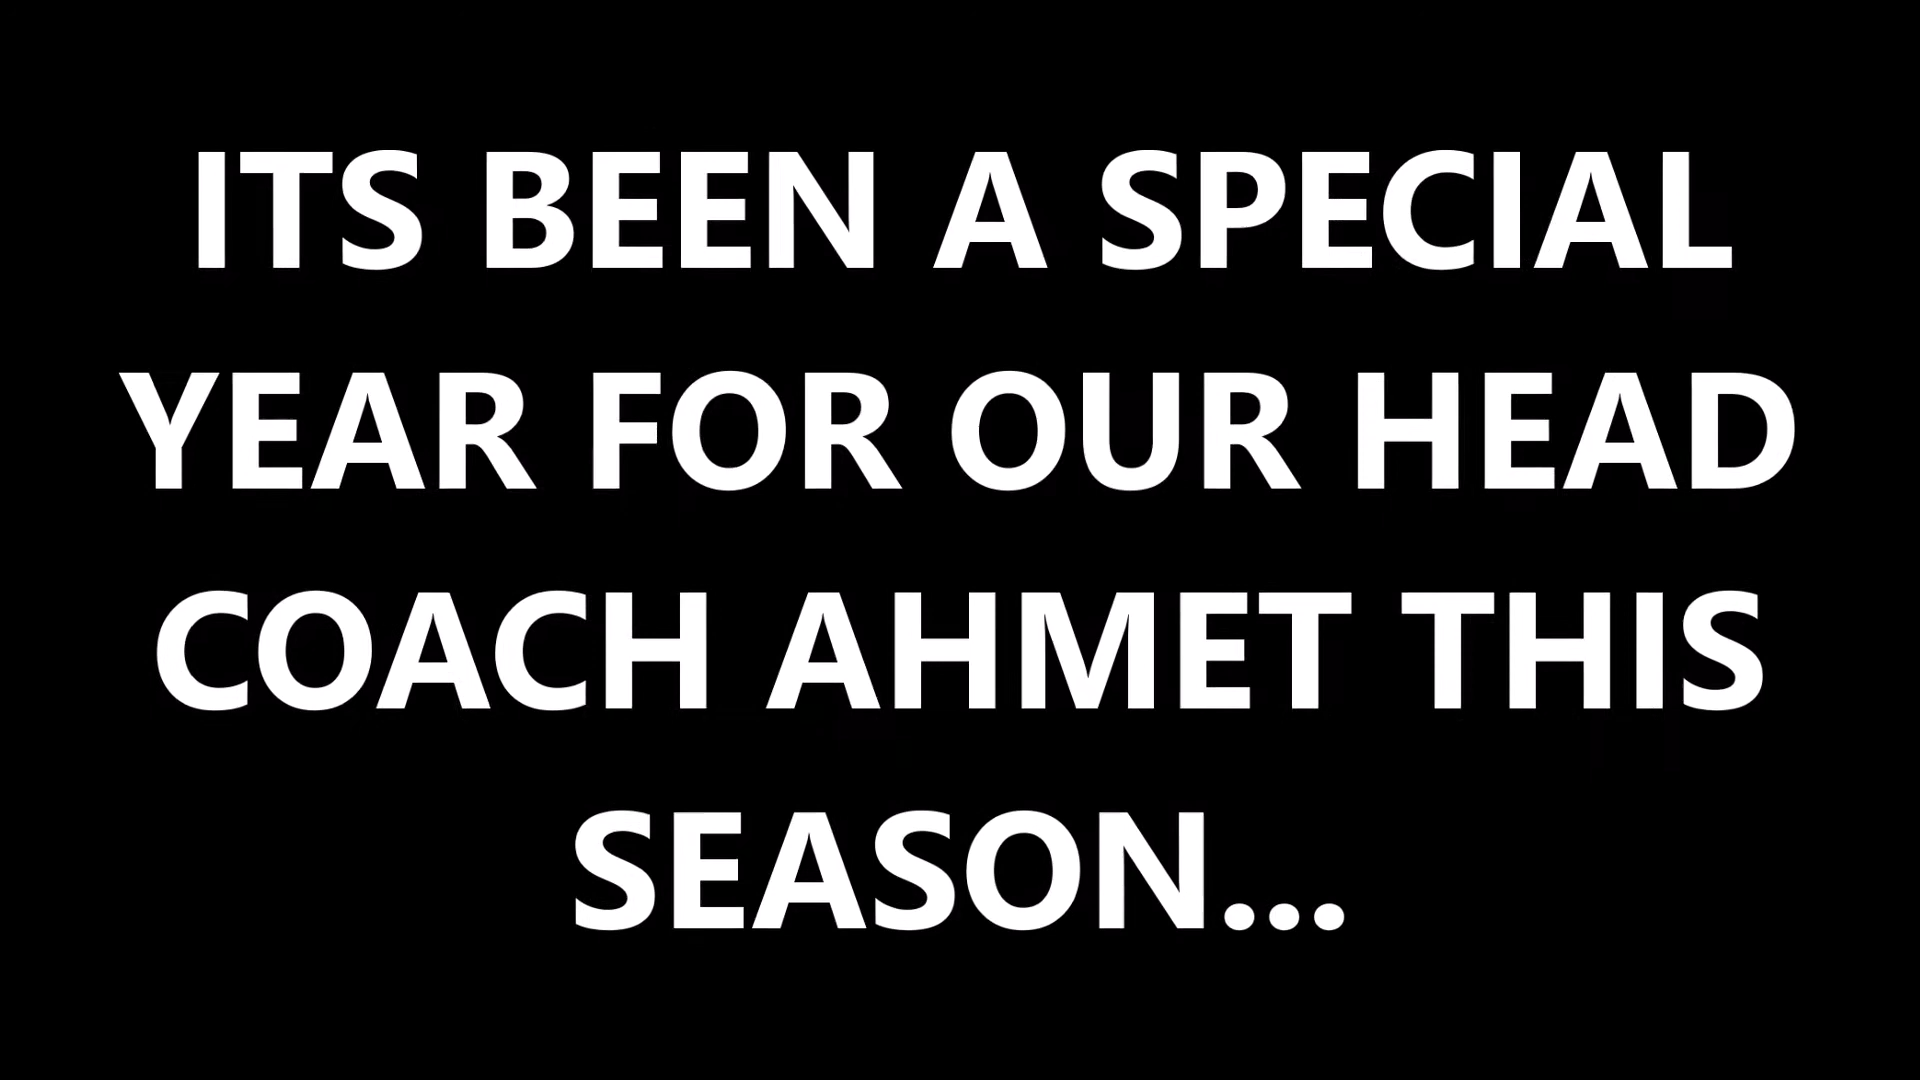 ITS BEEN A SPECIAL
YEAR FOR OUR HEAD
COACH AHMET THIS
SEASON...